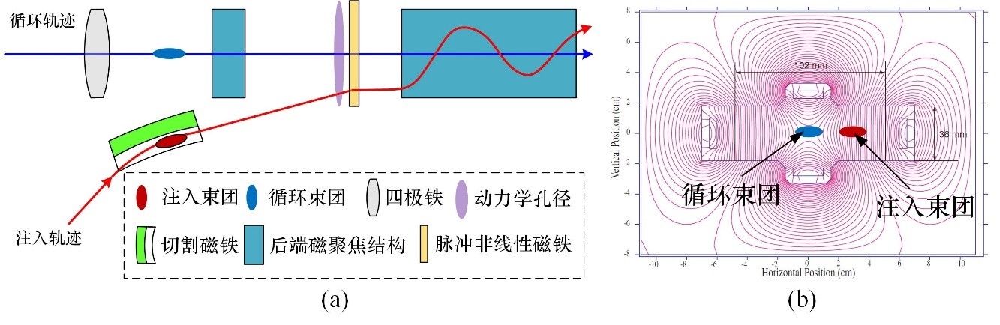 循环轨迹
注入轨迹
注入束团
循环束团
四极铁
动力学孔径
切割磁铁
后端磁聚焦结构
脉冲非线性磁铁
(a)
8
6
4
2
0
-2
-4
-6
-8
Vertical Position (cm)
102 mm
36 mm
循环束团
注入束团
-10 -8 -6 -4 -2 0 2 4 6 8 10
Horizontal Position (cm)
(b)